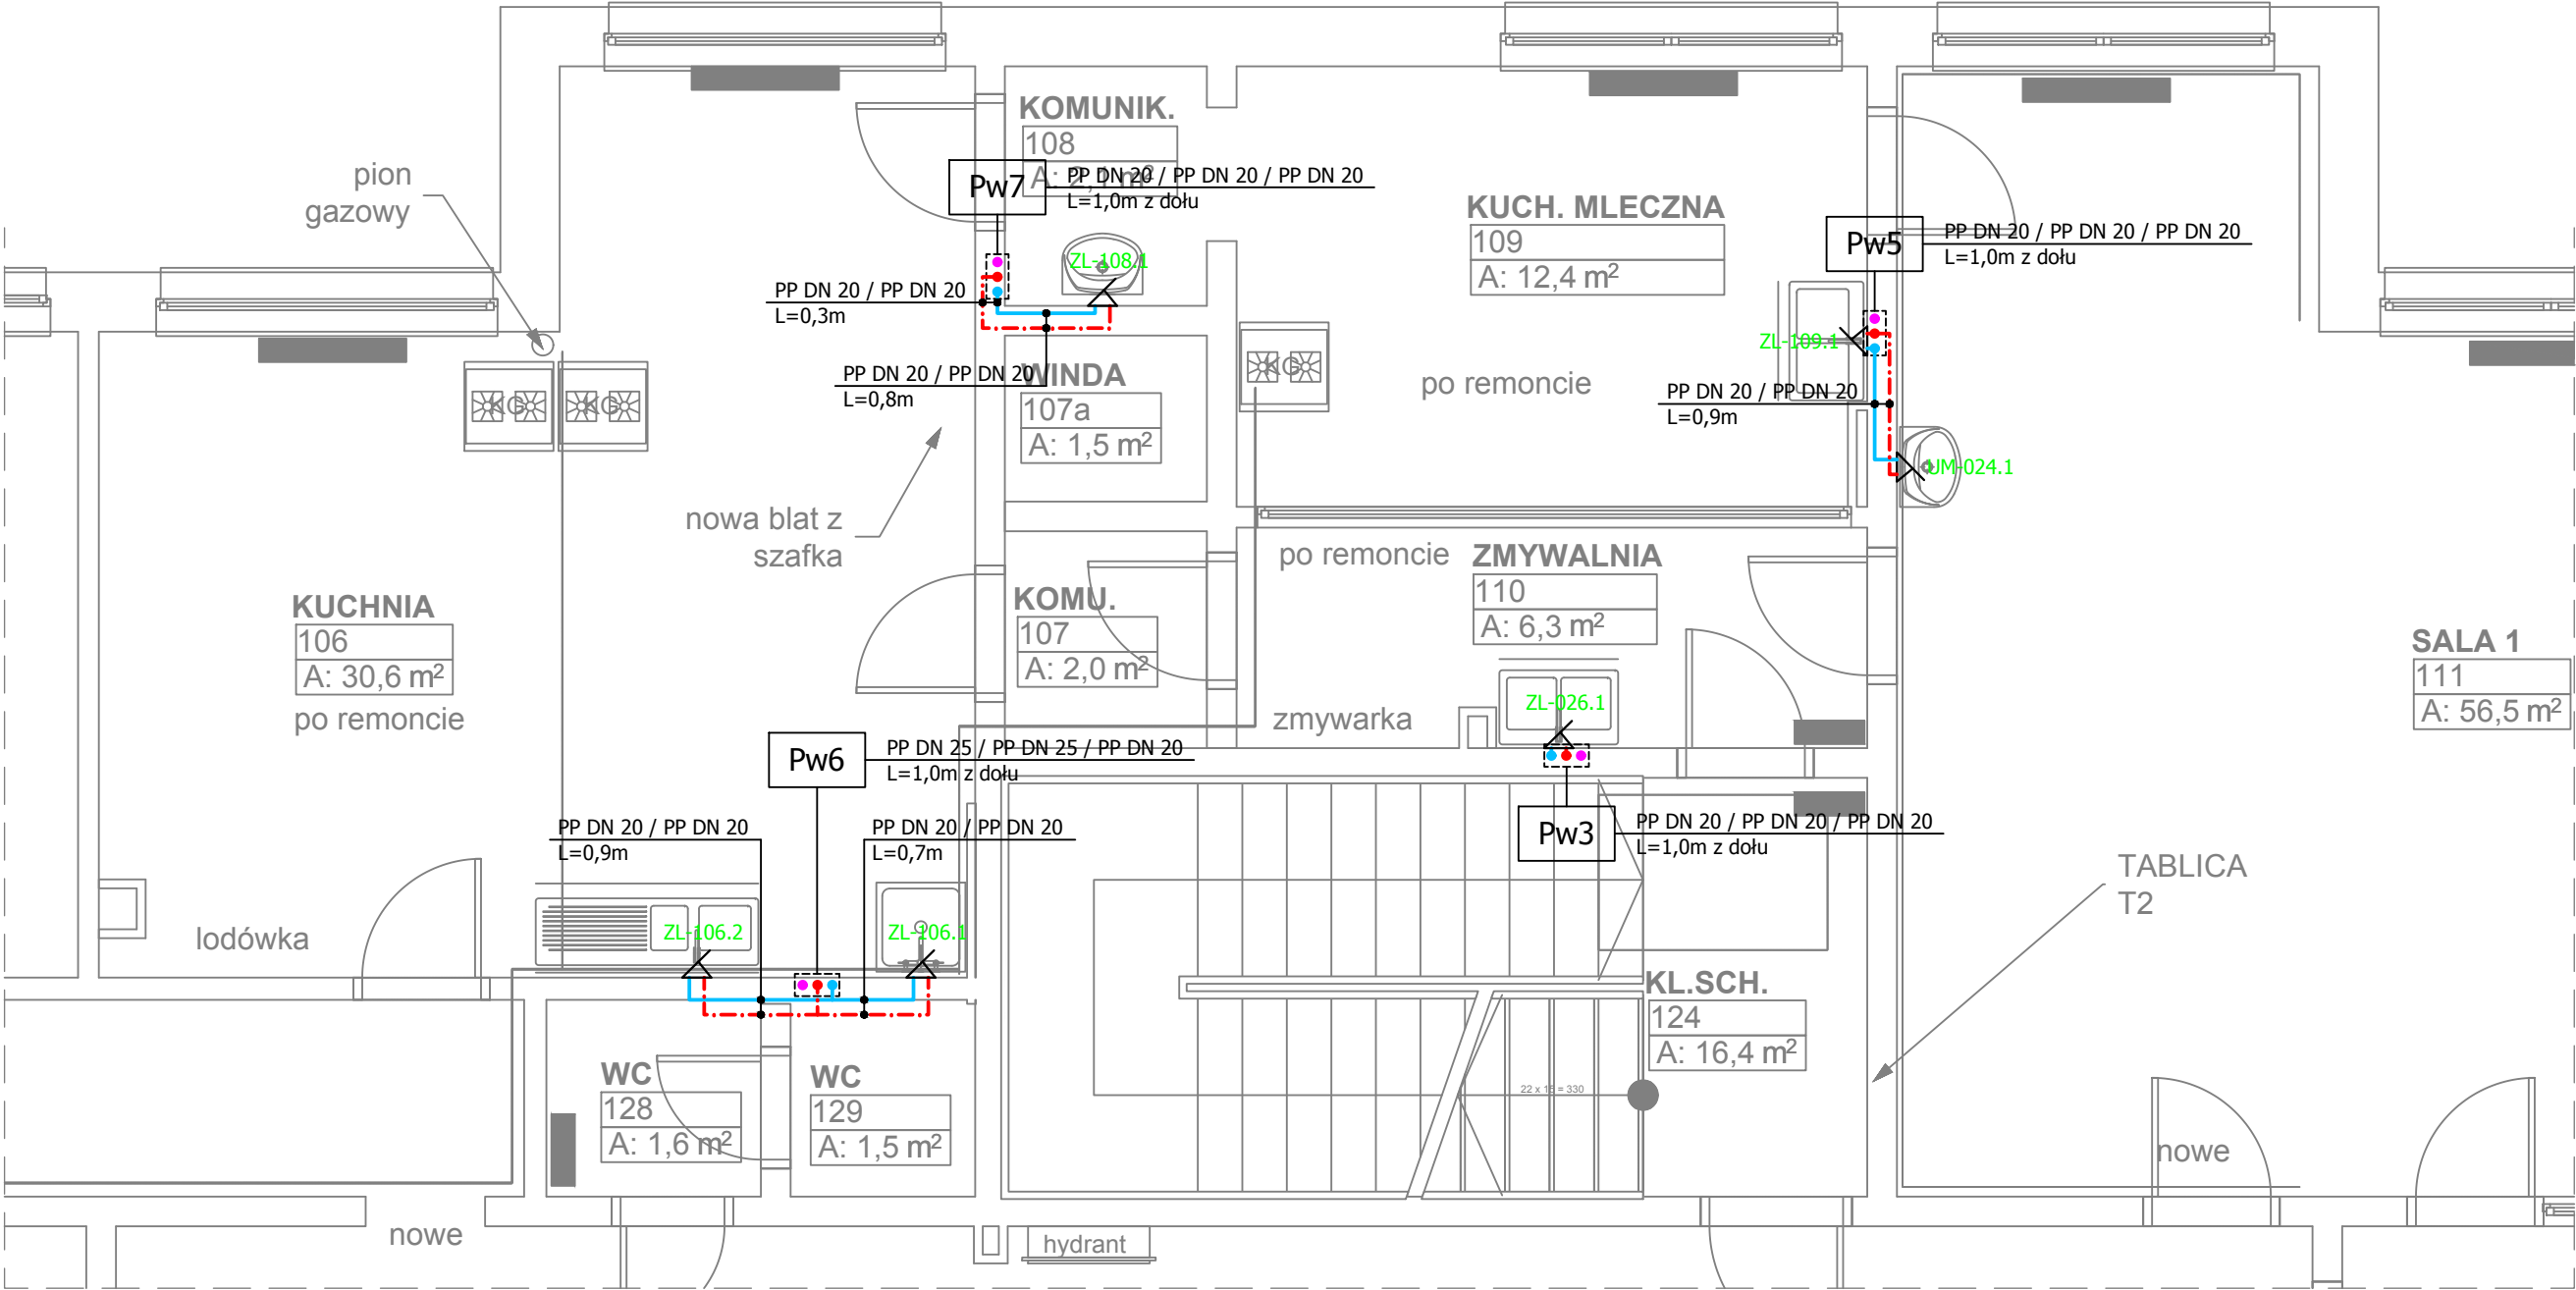 KOMUNIK.
108
A: 2,1 m²
pion
gazowy
Pw7
PP DN 20 / PP DN 20 / PP DN 20
L=1,0m z dołu
KUCH. MLECZNA
109
A: 12,4 m²
Pw5
PP DN 20 / PP DN 20 / PP DN 20
L=1,0m z dołu
ZL-108.1
PP DN 20 / PP DN 20
L=0,3m
ZL-109.1
KG
KG
KG
PP DN 20 / PP DN 20
L=0,8m
WINDA
107a
A: 1,5 m²
po remoncie
PP DN 20 / PP DN 20
L=0,9m
UM-024.1
nowa blat z
szafka
po remoncie
ZMYWALNIA
110
A: 6,3 m²
KUCHNIA
106
A: 30,6 m²
po remoncie
KOMU.
107
A: 2,0 m²
SALA 1
111
A: 56,5 m²
zmywarka
ZL-026.1
Pw6
PP DN 25 / PP DN 25 / PP DN 20
L=1,0m z dołu
PP DN 20 / PP DN 20
L=0,9m
PP DN 20 / PP DN 20
L=0,7m
Pw3
PP DN 20 / PP DN 20 / PP DN 20
L=1,0m z dołu
TABLICA
T2
lodówka
ZL-106.2
ZL-106.1
KL.SCH.
124
A: 16,4 m²
WC
128
A: 1,6 m²
WC
129
A: 1,5 m²
22 x 15 = 330
nowe
nowe
hydrant